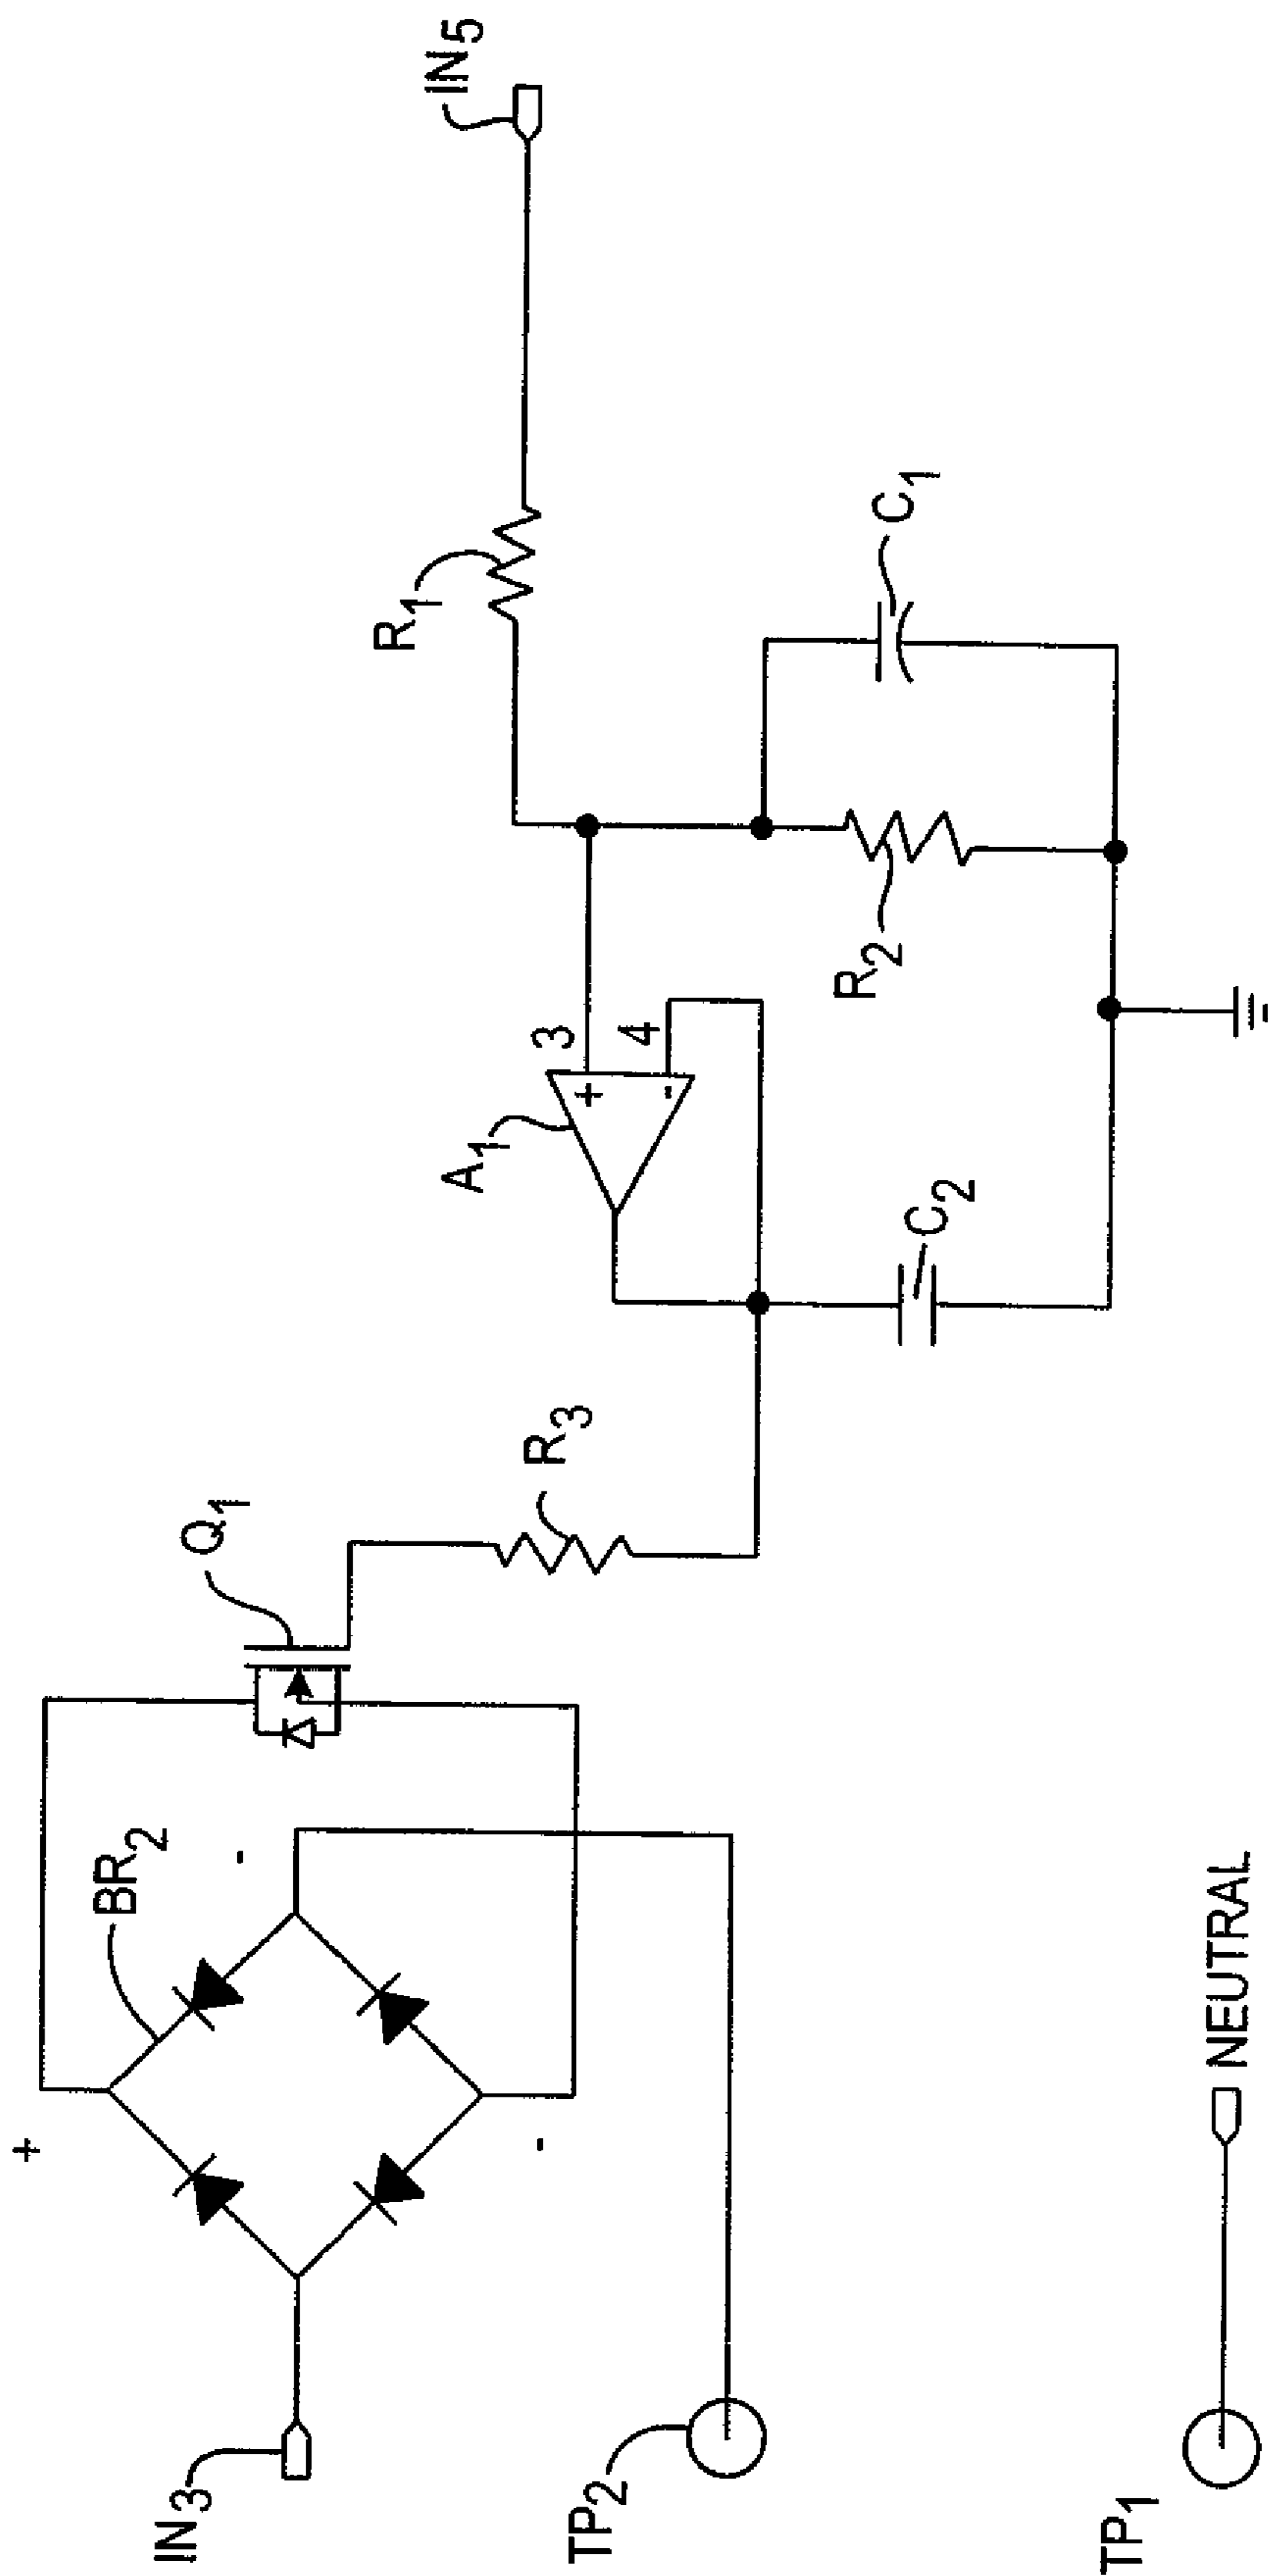 IN3
+
BR2
-
-
Q1
TP2
R3
A1
3
+
4
-
R1
IN5
C2
R2
C1
TP1
NEUTRAL